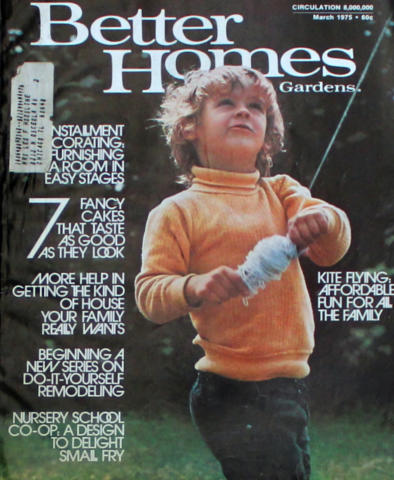 CIRCULATION 8,000,000
March 1975 • 60c
Better
Homes
Gardens.
INSTALLMENT
FURNISHING
A ROOM IN
EASY STAGES
7 FANCY
CAKES
THAT TASTE
AS GOOD
AS THEY LOOK
MORE HELP IN
GETTING THE KIND
OF HOUSE
YOUR FAMILY
REALLY WANTS
KITE FLYING,
AFFORDABLE
FUN FOR ALL
THE FAMILY
BEGINNING A
NEW SERIES ON
DO-IT-YOURSELF
REMODELING
NURSERY SCHOOL
CO-OP: A DESIGN
TO DELIGHT
SMALL FRY